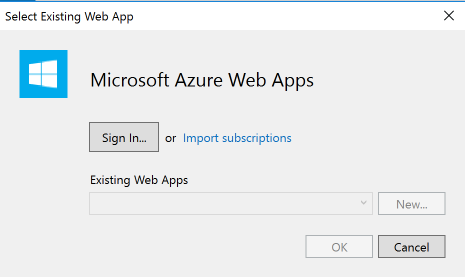 Select Existing Web App
Microsoft Azure Web Apps
Sign In... or Import subscriptions
Existing Web Apps
New...
OK Cancel